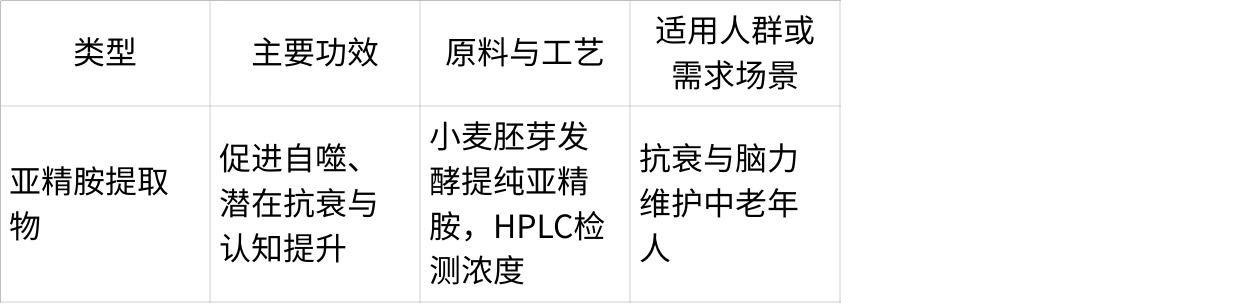 类型
主要功效
原料与工艺
适用人群或
需求场景
亚精胺提取
物
促进自噬、
潜在抗衰与
认知提升
小麦胚芽发
酵提纯亚精
胺，HPLC检
测浓度
抗衰与脑力
维护中老年
人